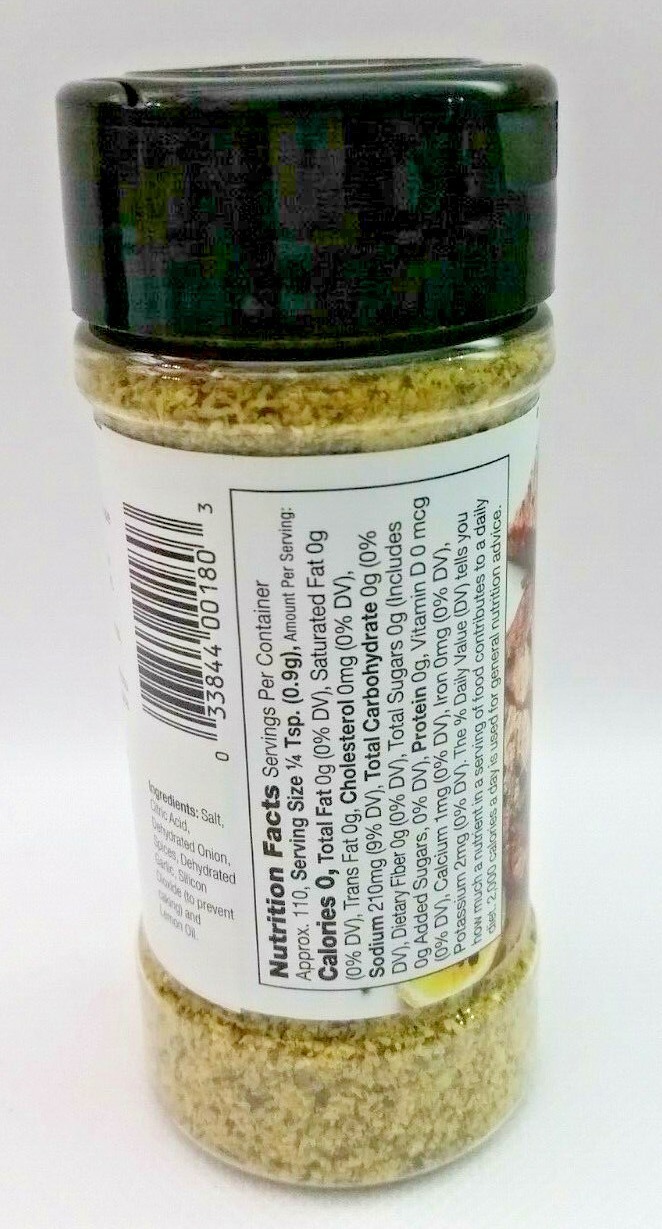 0 33844 00180 3
Ingredients: Salt,
Citric Acid,
Dehydrated Onion,
Spices, Dehydrated
Garlic, Silicon
Dioxide (to prevent
caking) and
Lemon Oil.
Nutrition Facts Servings Per Container
Approx. 110, Serving Size ¼ Tsp. (0.9g), Amount Per Serving:
Calories 0, Total Fat 0g (0% DV), Saturated Fat 0g
(0% DV), Trans Fat 0g, Cholesterol 0mg (0% DV),
Sodium 210mg (9% DV), Total Carbohydrate 0g (0%
DV), Dietary Fiber 0g (0% DV), Total Sugars 0g (Includes
0g Added Sugars, 0% DV), Protein 0g, Vitamin D 0 mcg
(0% DV), Calcium 1mg (0% DV), Iron 0mg (0% DV),
Potassium 2mg (0% DV). The % Daily Value (DV) tells you
how much a nutrient in a serving of food contributes to a daily
diet. 2,000 calories a day is used for general nutrition advice.